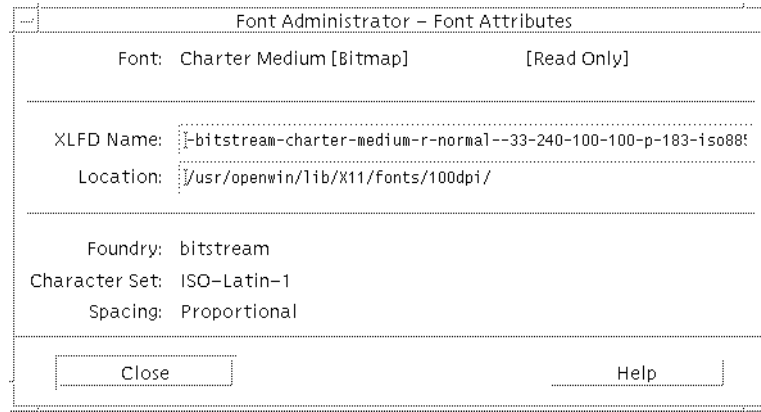 Font Administrator – Font Attributes
Font: Charter Medium [Bitmap] [Read Only]
XLFD Name: -bitstream-charter-medium-r-normal--33-240-100-100-p-183-iso885
Location: /usr/openwin/lib/X11/fonts/100dpi/
Foundry: bitstream
Character Set: ISO–Latin–1
Spacing: Proportional
Close Help